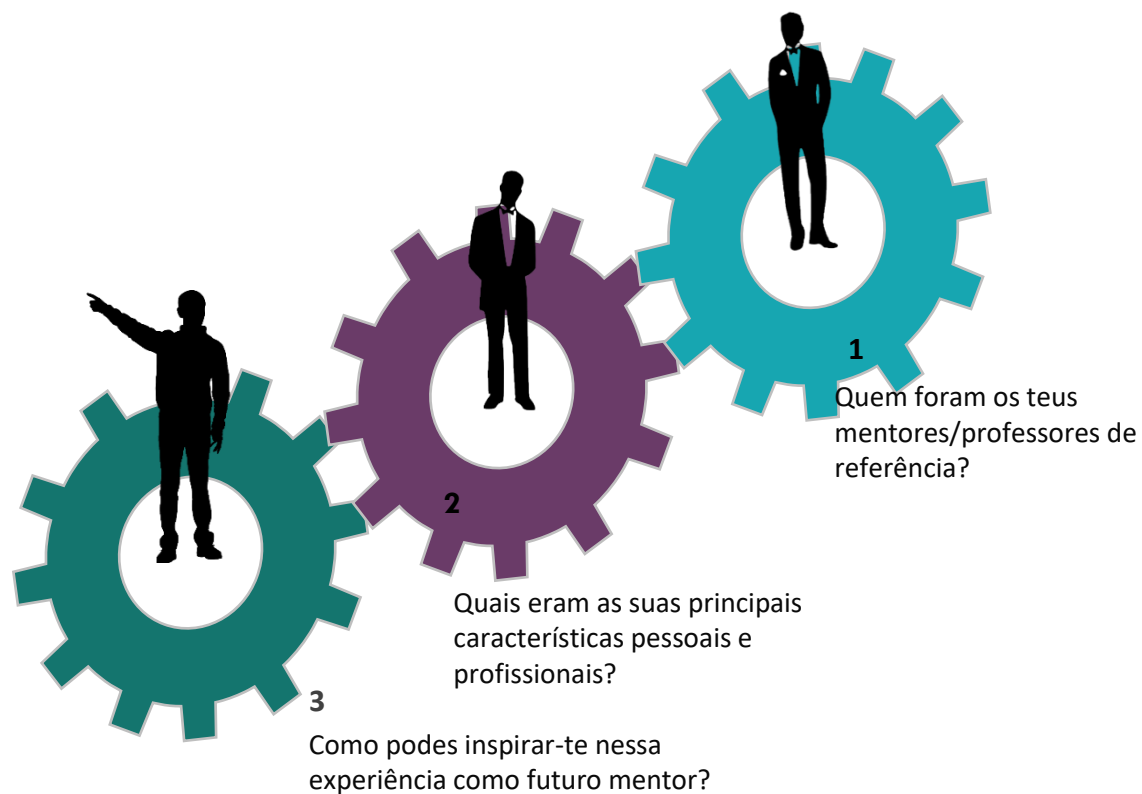 1
Quem foram os teus
mentores/professores de
referência?
2
Quais eram as suas principais
características pessoais e
profissionais?
3
Como podes inspirar-te nessa
experiência como futuro mentor?